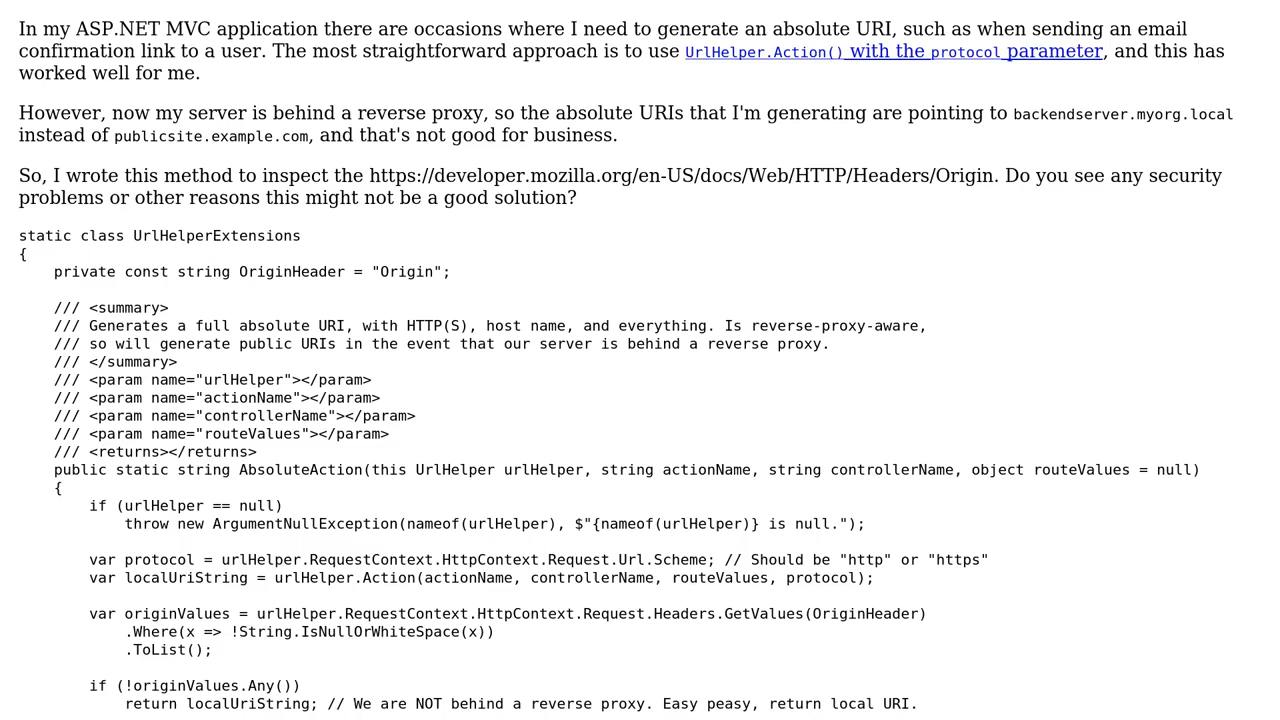 In my ASP.NET MVC application there are occasions where I need to generate an absolute URI, such as when sending an email
confirmation link to a user. The most straightforward approach is to use UrlHelper.Action() with the protocol parameter, and this has
worked well for me.
However, now my server is behind a reverse proxy, so the absolute URIs that I'm generating are pointing to backendserver.myorg.local
instead of publicsite.example.com, and that's not good for business.
So, I wrote this method to inspect the https://developer.mozilla.org/en-US/docs/Web/HTTP/Headers/Origin. Do you see any security
problems or other reasons this might not be a good solution?
static class UrlHelperExtensions
{
    private const string OriginHeader = "Origin";
    /// <summary>
    /// Generates a full absolute URI, with HTTP(S), host name, and everything. Is reverse-proxy-aware,
    /// so will generate public URIs in the event that our server is behind a reverse proxy.
    /// </summary>
    /// <param name="urlHelper"></param>
    /// <param name="actionName"></param>
    /// <param name="controllerName"></param>
    /// <param name="routeValues"></param>
    /// <returns></returns>
    public static string AbsoluteAction(this UrlHelper urlHelper, string actionName, string controllerName, object routeValues = null)
    {
        if (urlHelper == null)
            throw new ArgumentNullException(nameof(urlHelper), $"{nameof(urlHelper)} is null.");
        var protocol = urlHelper.RequestContext.HttpContext.Request.Url.Scheme; // Should be "http" or "https"
        var localUriString = urlHelper.Action(actionName, controllerName, routeValues, protocol);
        var originValues = urlHelper.RequestContext.HttpContext.Request.Headers.GetValues(OriginHeader)
            .Where(x => !String.IsNullOrWhiteSpace(x))
            .ToList();
        if (!originValues.Any())
            return localUriString; // We are NOT behind a reverse proxy. Easy peasy, return local URI.